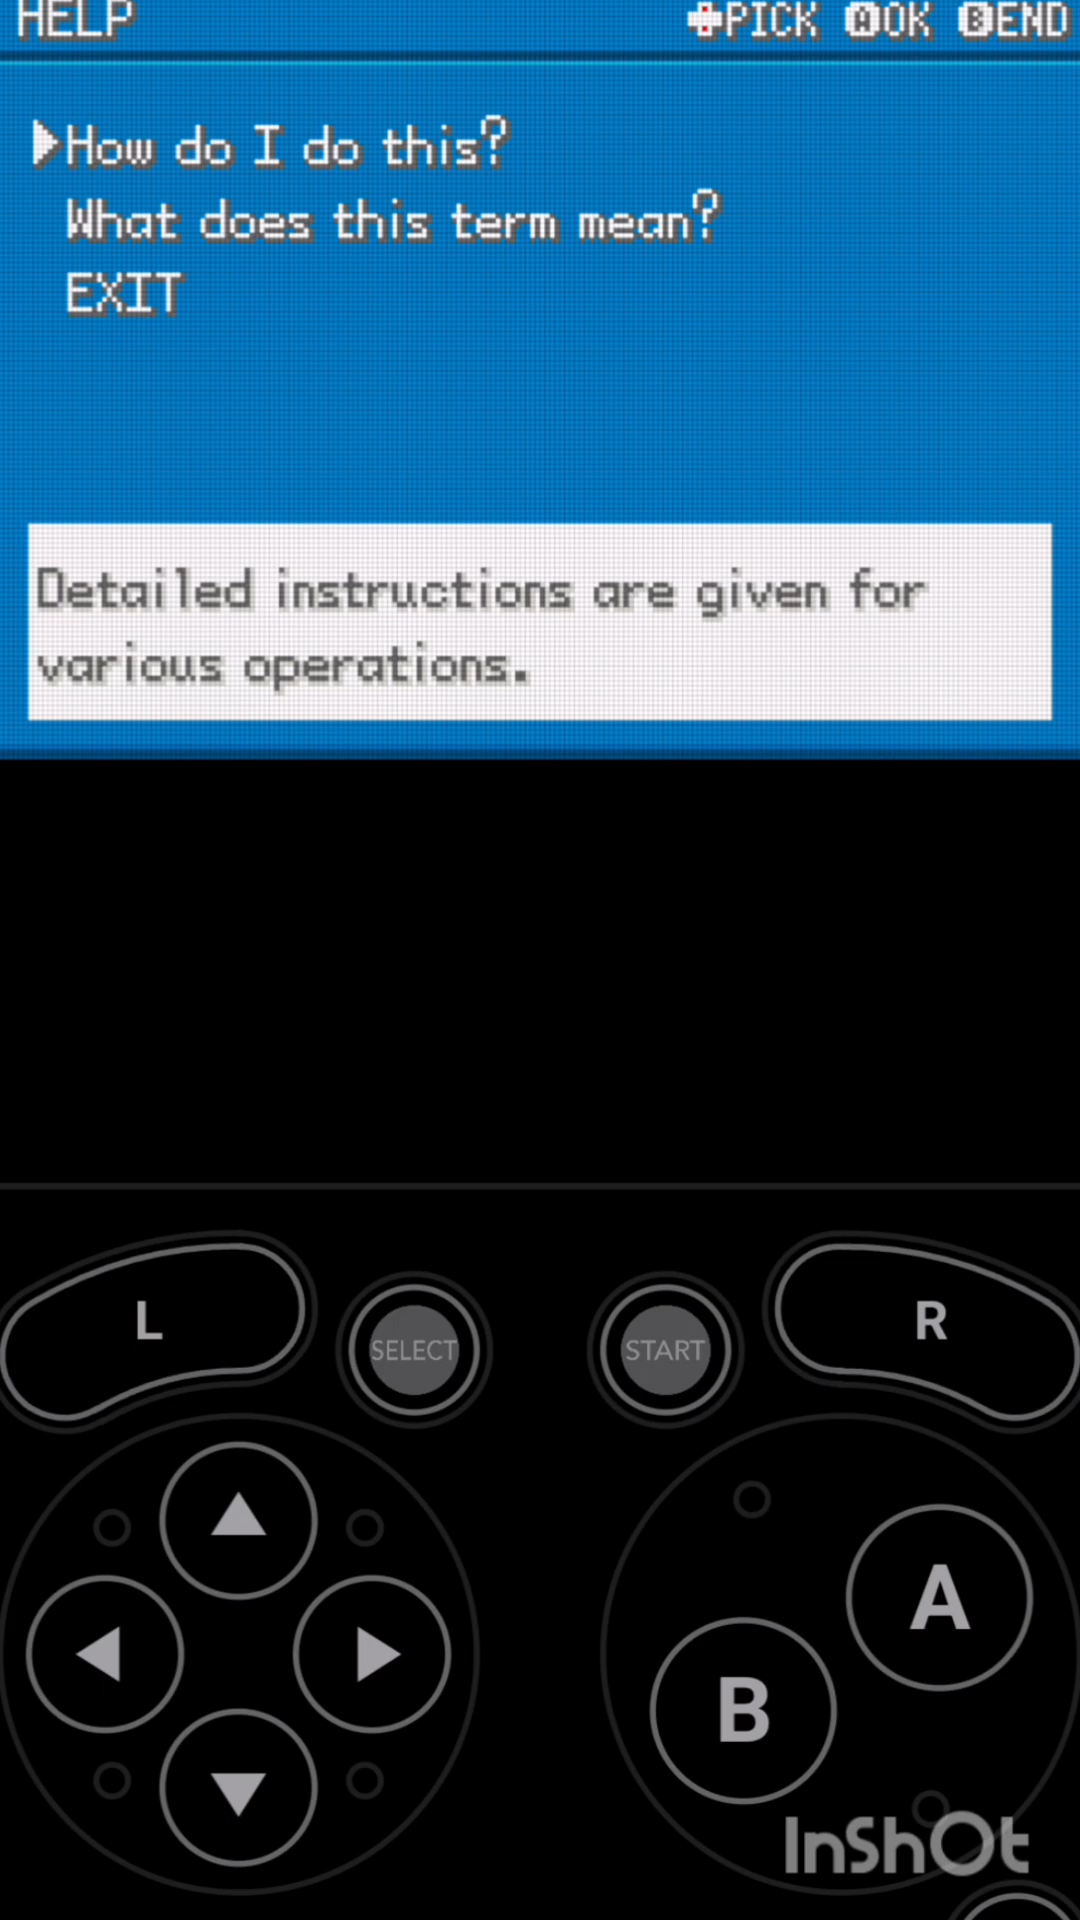 HELP PICK A OK B END
How do I do this?
What does this term mean?
EXIT
Detailed instructions are given for
various operations.
L SELECT START R
A
B
InShOt